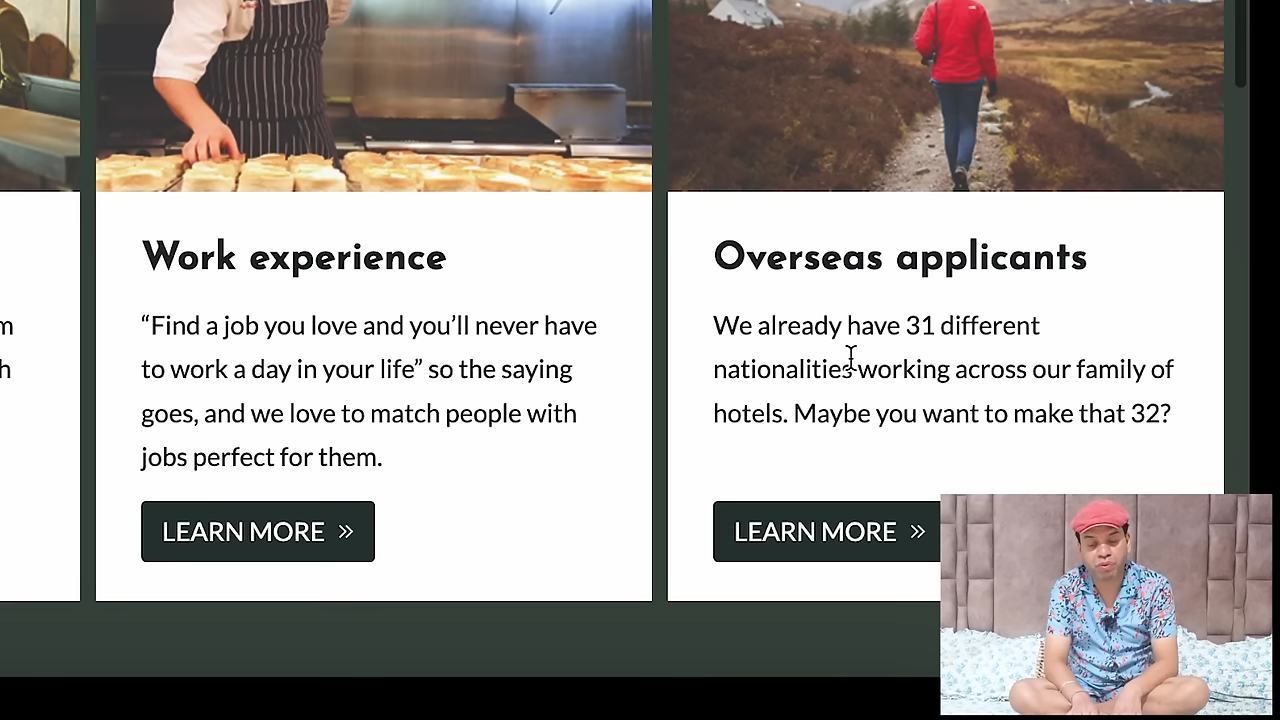 m
h
Work experience
“Find a job you love and you’ll never have
to work a day in your life” so the saying
goes, and we love to match people with
jobs perfect for them.
LEARN MORE »
Overseas applicants
We already have 31 different
nationalities working across our family of
hotels. Maybe you want to make that 32?
LEARN MORE »